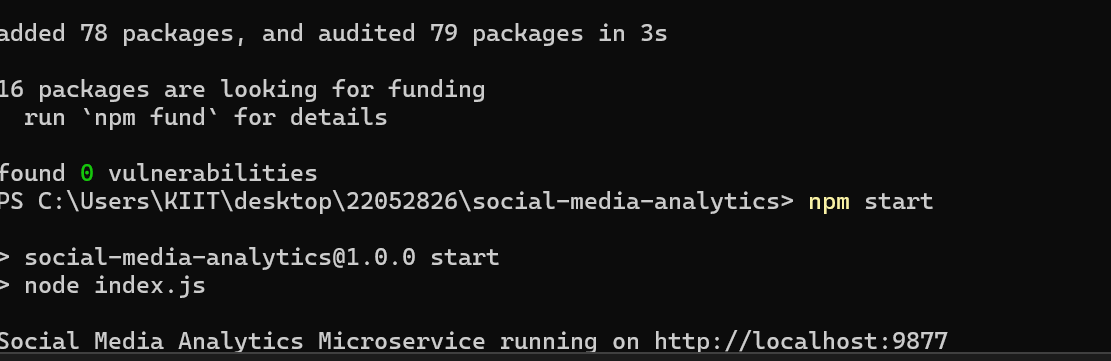 added 78 packages, and audited 79 packages in 3s
16 packages are looking for funding
run `npm fund` for details
found 0 vulnerabilities
PS C:\Users\KIIT\desktop\22052826\social-media-analytics> npm start
> social-media-analytics@1.0.0 start
> node index.js
Social Media Analytics Microservice running on http://localhost:9877